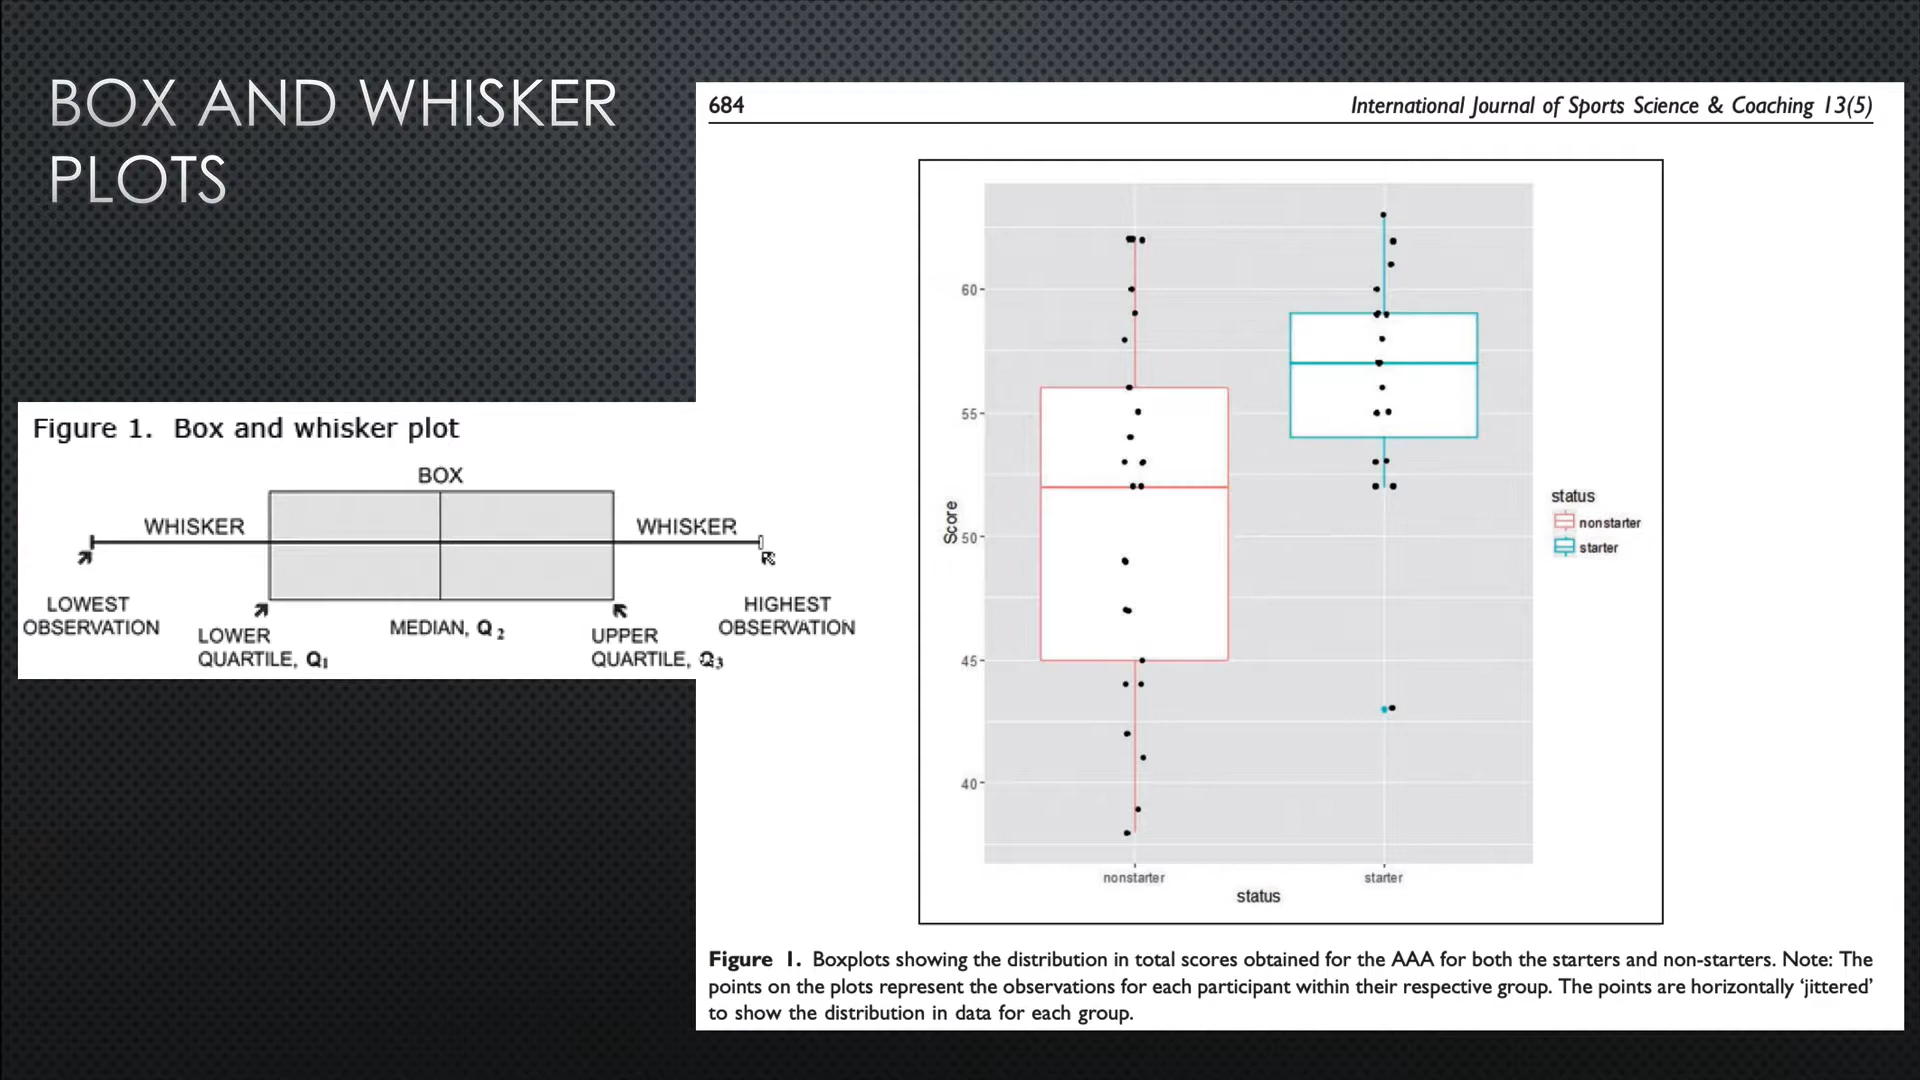 BOX AND WHISKER
PLOTS
Figure 1. Box and whisker plot
BOX
WHISKER
WHISKER
LOWEST
OBSERVATION
LOWER
QUARTILE, Q1
MEDIAN, Q2
UPPER
QUARTILE, Q3
HIGHEST
OBSERVATION
684
International Journal of Sports Science & Coaching 13(5)
Score
60
55
50
45
40
nonstarter
starter
status
status
nonstarter
starter
Figure 1. Boxplots showing the distribution in total scores obtained for the AAA for both the starters and non-starters. Note: The
points on the plots represent the observations for each participant within their respective group. The points are horizontally ‘jittered’
to show the distribution in data for each group.